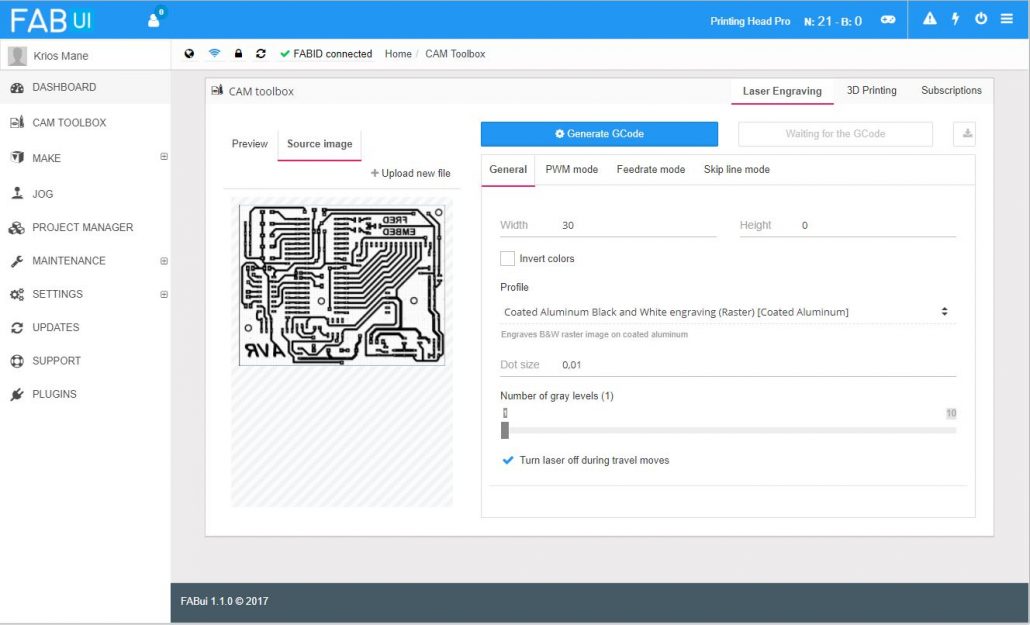 FAB UI
8
Printing Head Pro N: 21 - B: 0
Krios Mane
FABID connected Home / CAM Toolbox
DASHBOARD
CAM TOOLBOX
MAKE
JOG
PROJECT MANAGER
MAINTENANCE
SETTINGS
UPDATES
SUPPORT
PLUGINS
CAM toolbox
Laser Engraving 3D Printing Subscriptions
Preview Source image
+ Upload new file
FRED
EMBED
AVR
Generate GCode Waiting for the GCode
General PWM mode Feedrate mode Skip line mode
Width 30 Height 0
Invert colors
Profile
Coated Aluminum Black and White engraving (Raster) [Coated Aluminum]
Engraves B&W raster image on coated aluminum
Dot size 0,01
Number of gray levels (1)
1 10
Turn laser off during travel moves
FABui 1.1.0 © 2017